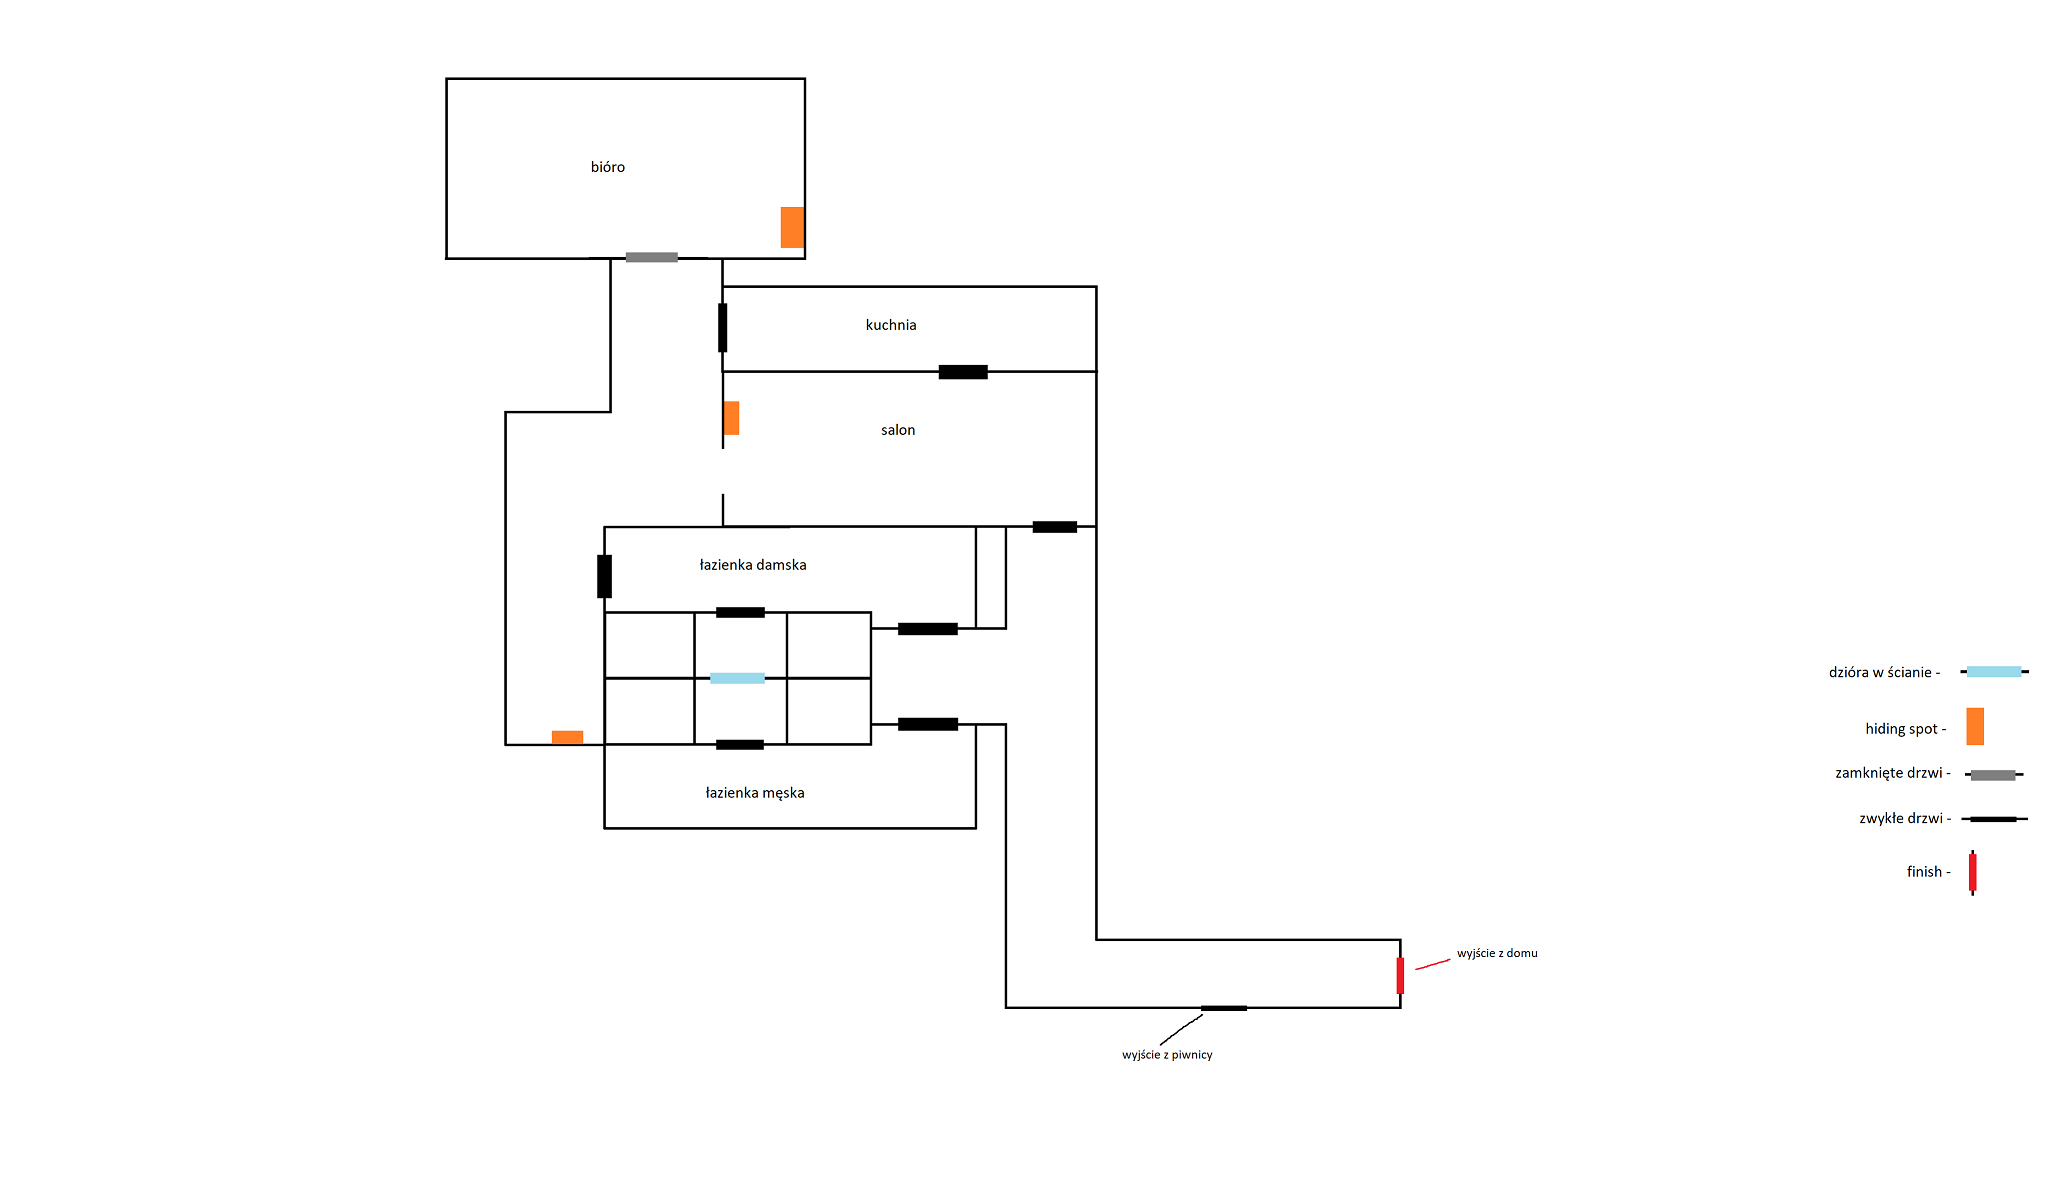 bióro
kuchnia
salon
łazienka damska
łazienka męska
dzióra w ścianie -
hiding spot -
zamknięte drzwi -
zwykłe drzwi -
finish -
wyjście z domu
wyjście z piwnicy